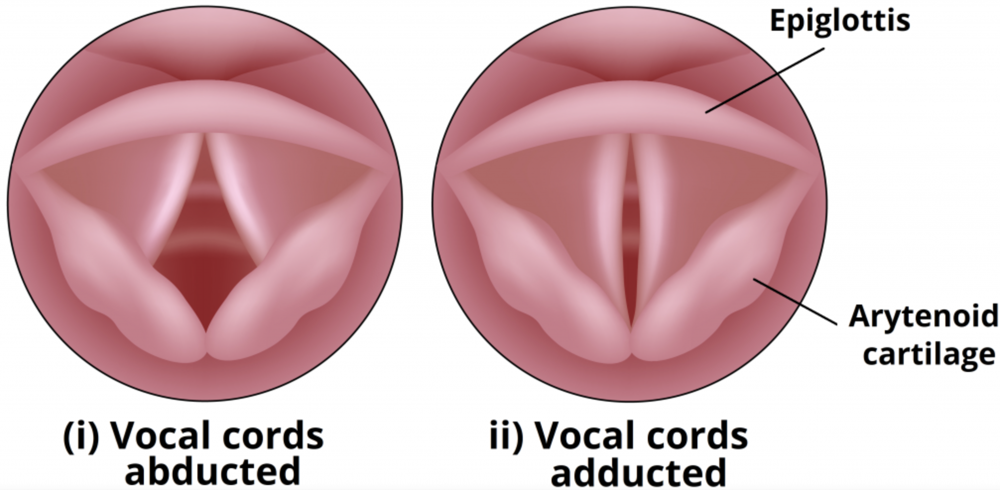 Epiglottis
Arytenoid
cartilage
(i) Vocal cords
abducted
ii) Vocal cords
adducted